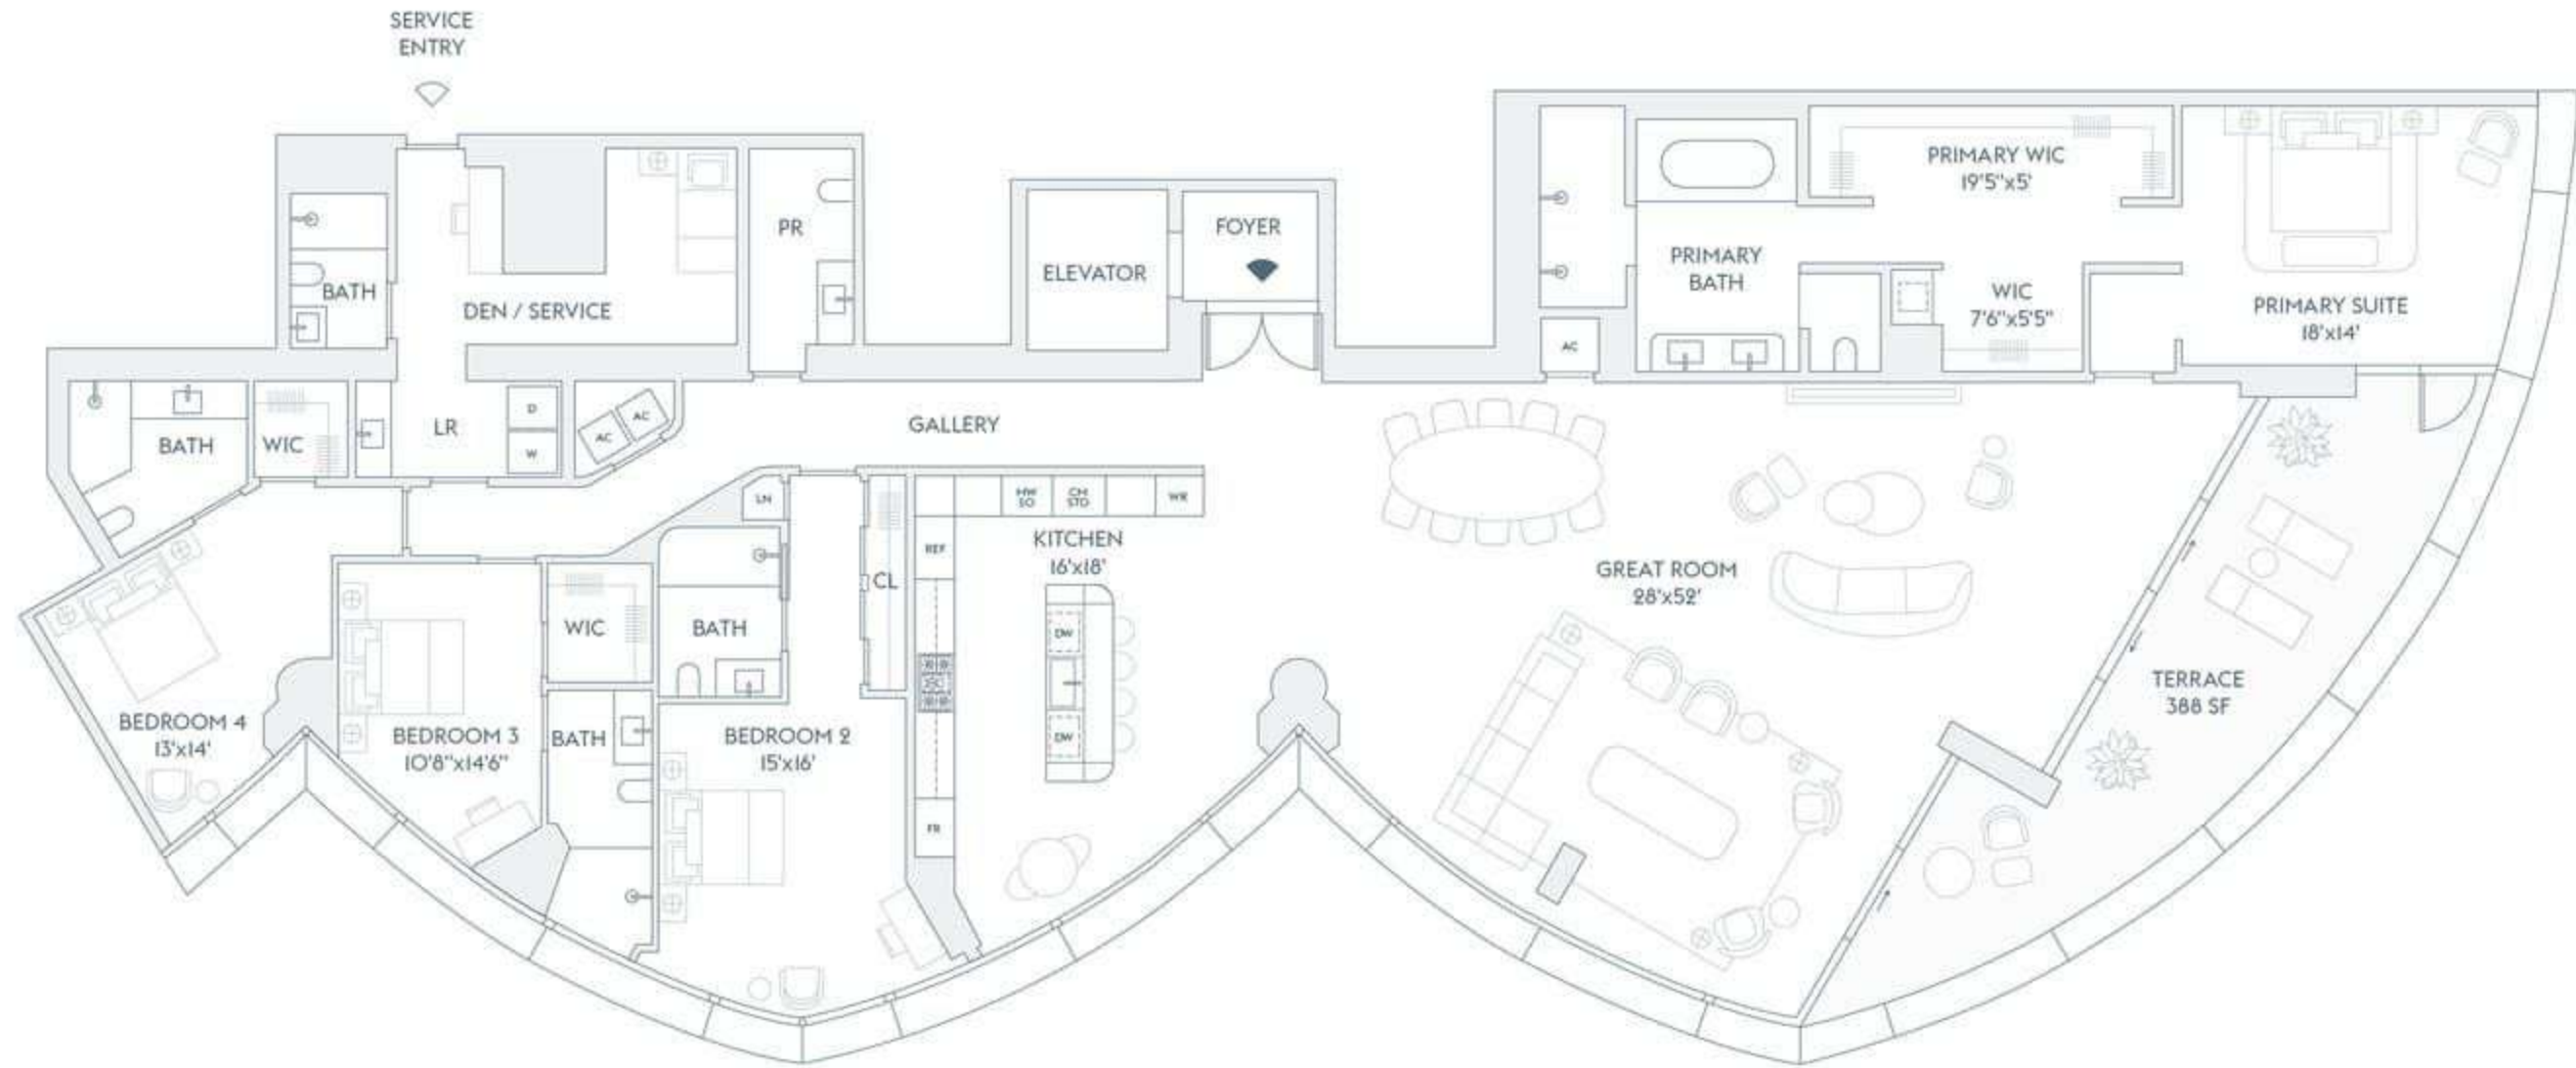 SERVICE
ENTRY
BATH
DEN / SERVICE
PR
ELEVATOR
FOYER
PRIMARY
BATH
AC
PRIMARY WIC
19'5"x5'
WIC
7'6"x5'5"
PRIMARY SUITE
18'x14'
BATH
WIC
LR
D
W
AC
AC
GALLERY
LN
CL
REF
HW
SO
CM
STO
WR
KITCHEN
16'x18'
DW
DW
FR
GREAT ROOM
28'x52'
TERRACE
388 SF
WIC
BATH
BEDROOM 4
13'x14'
BEDROOM 3
10'8"x14'6"
BATH
BEDROOM 2
15'x16'